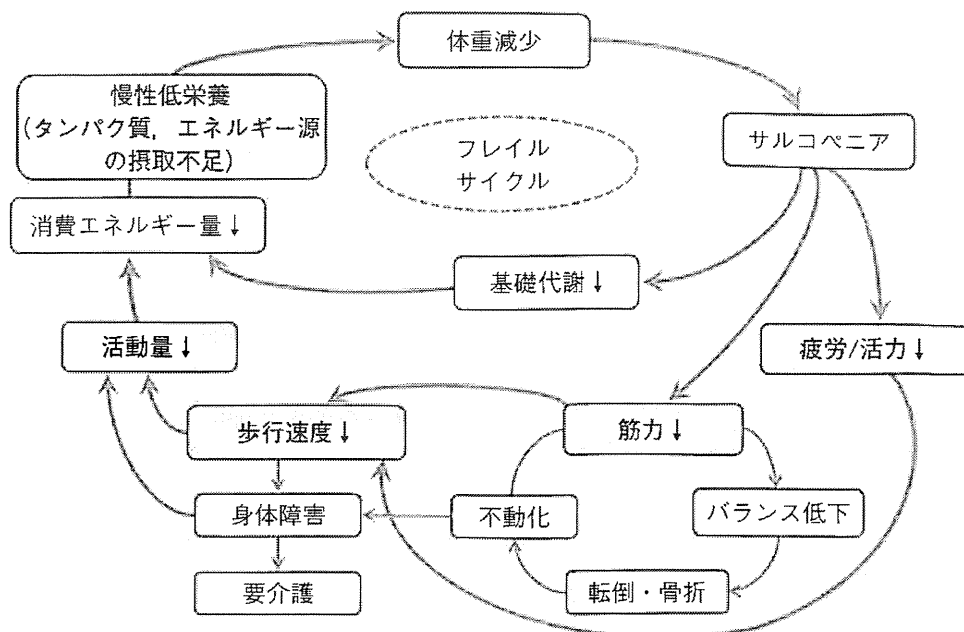 体重減少
慢性低栄養
(タンパク質，エネルギー源
の摂取不足)
サルコペニア
フレイル
サイクル
消費エネルギー量↓
基礎代謝↓
活動量↓
疲労/活力↓
歩行速度↓
筋力↓
身体障害
不動化
バランス低下
要介護
転倒・骨折